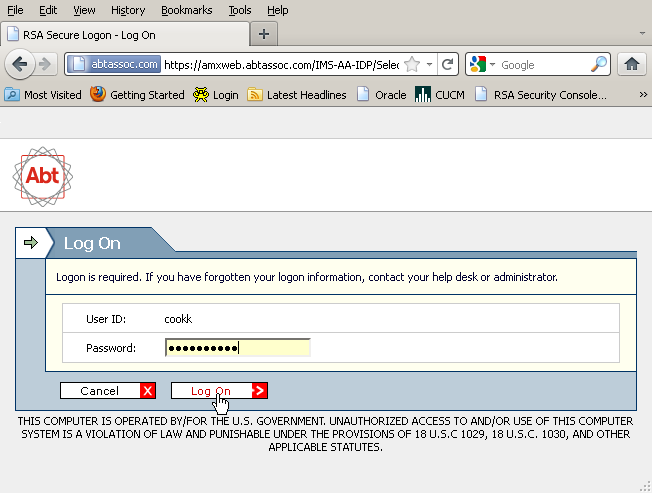 File Edit View History Bookmarks Tools Help
RSA Secure Logon - Log On
abtassoc.com https://amxweb.abtassoc.com/IMS-AA-IDP/Selec Google
Most Visited Getting Started Login Latest Headlines Oracle CUCM RSA Security Console... »
Abt
Log On
Logon is required. If you have forgotten your logon information, contact your help desk or administrator.
User ID: cookk
Password: ●●●●●●●●●●
Cancel X Log On
THIS COMPUTER IS OPERATED BY/FOR THE U.S. GOVERNMENT. UNAUTHORIZED ACCESS TO AND/OR USE OF THIS COMPUTER
SYSTEM IS A VIOLATION OF LAW AND PUNISHABLE UNDER THE PROVISIONS OF 18 U.S.C 1029, 18 U.S.C. 1030, AND OTHER
APPLICABLE STATUTES.